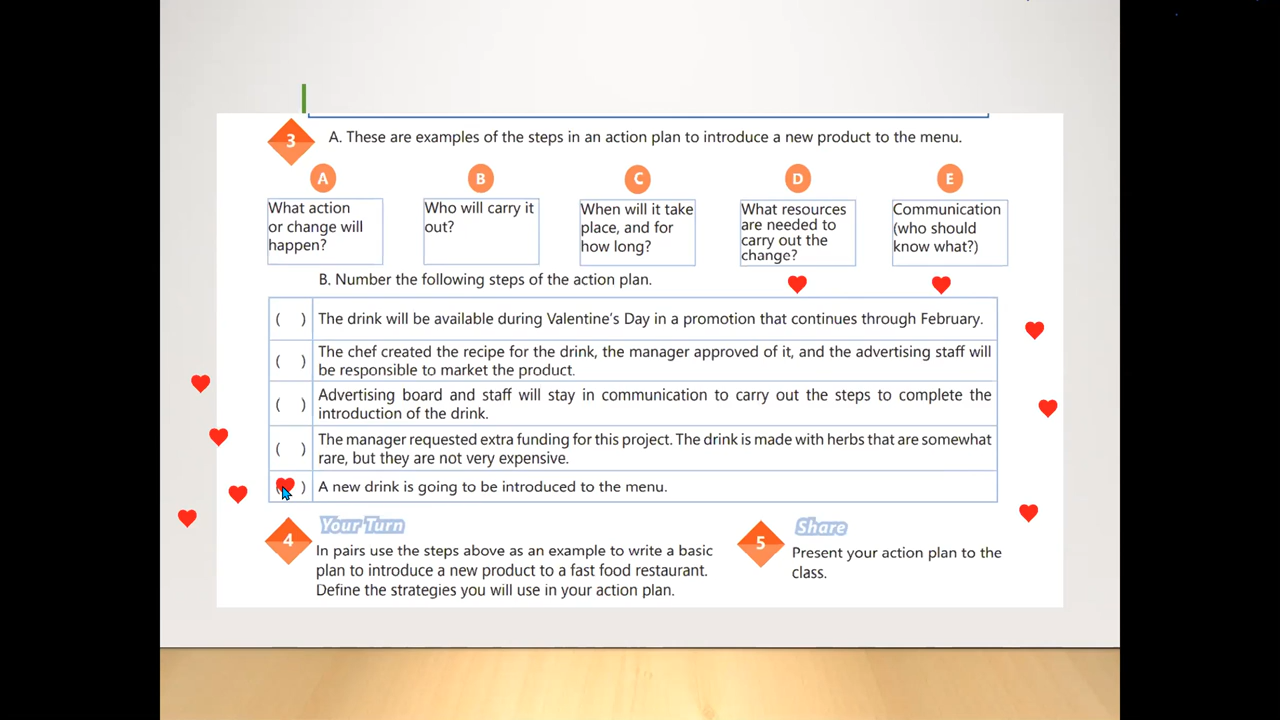 3
A. These are examples of the steps in an action plan to introduce a new product to the menu.
A
B
C
D
E
What action
or change will
happen?
Who will carry it
out?
When will it take
place, and for
how long?
What resources
are needed to
carry out the
change?
Communication
(who should
know what?)
B. Number the following steps of the action plan.
( ) The drink will be available during Valentine's Day in a promotion that continues through February.
( ) The chef created the recipe for the drink, the manager approved of it, and the advertising staff will
be responsible to market the product.
( ) Advertising board and staff will stay in communication to carry out the steps to complete the
introduction of the drink.
( ) The manager requested extra funding for this project. The drink is made with herbs that are somewhat
rare, but they are not very expensive.
( ) A new drink is going to be introduced to the menu.
4
Your Turn
In pairs use the steps above as an example to write a basic
plan to introduce a new product to a fast food restaurant.
Define the strategies you will use in your action plan.
5
Share
Present your action plan to the
class.